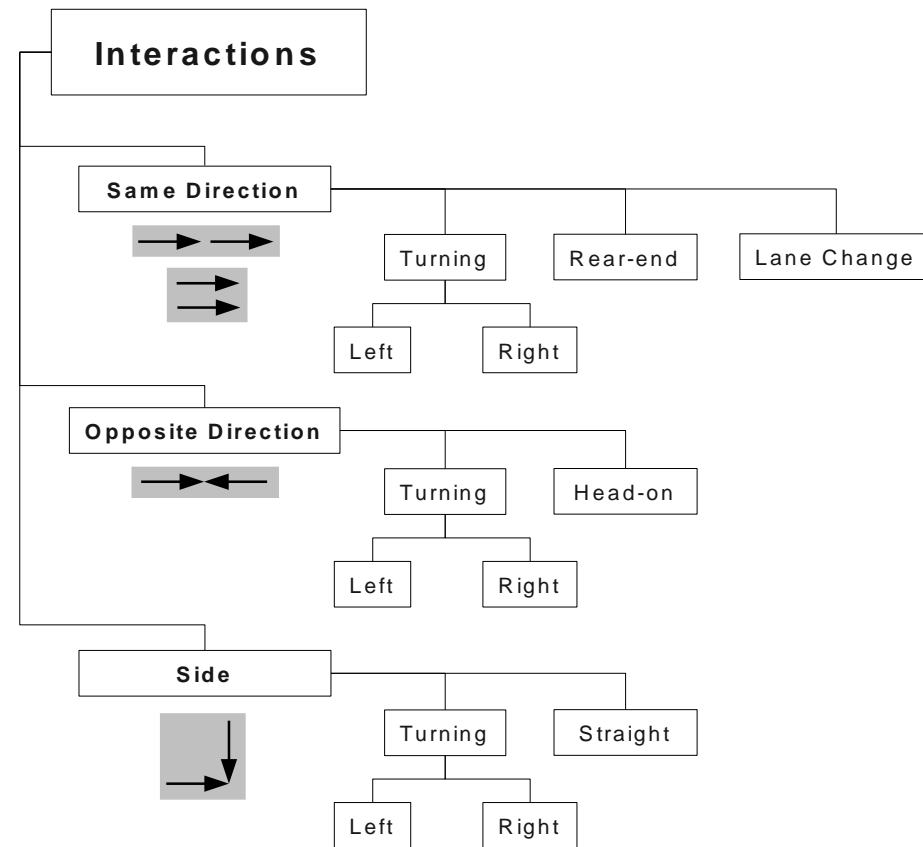 Interactions
Same Direction
Turning
Rear-end
Lane Change
Left
Right
Opposite Direction
Turning
Head-on
Left
Right
Side
Turning
Straight
Left
Right